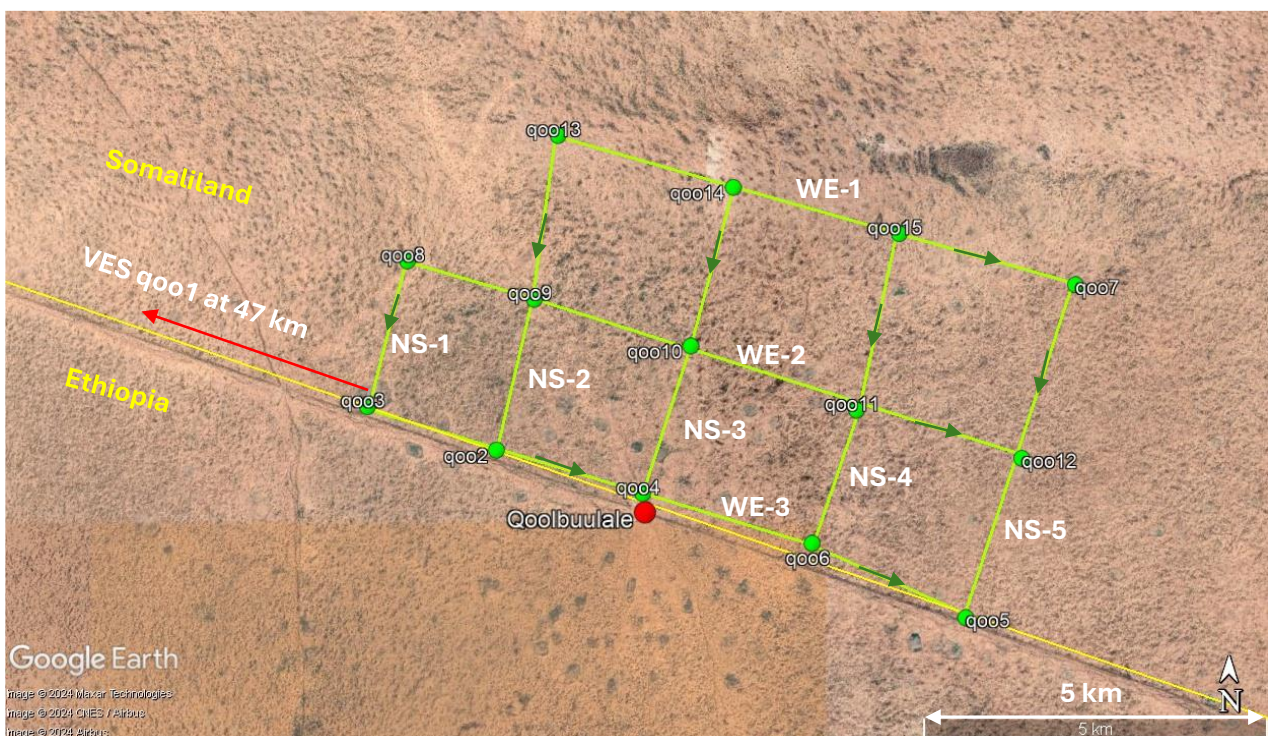 qoo13
qoo14
WE-1
Somaliland
qoo15
qoo8
VES qoo1 at 47 km
qoo9
qoo7
NS-1
qoo10
WE-2
Ethiopia
NS-2
qoo3
qoo11
NS-3
qoo2
qoo12
NS-4
qoo4
WE-3
Qoolbuulale
NS-5
qoo6
qoo5
Google Earth
Image © 2024 Maxar Technologies
Image © 2024 CNES / Airbus
Image © 2024 Airbus
5 km
N
5 km